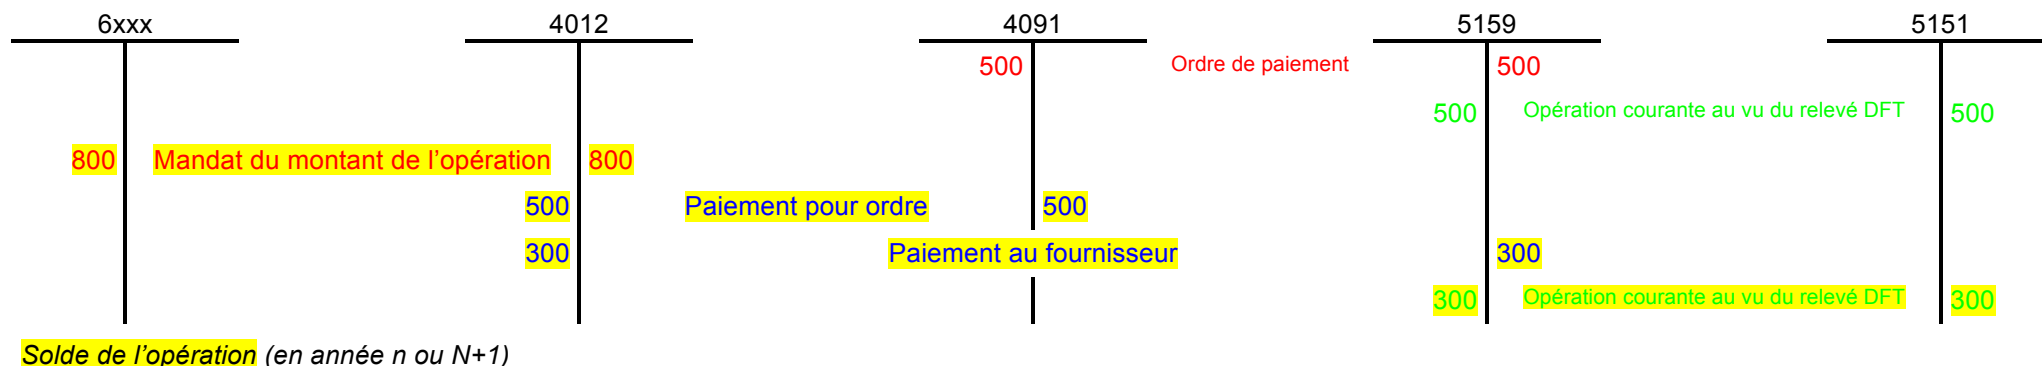 6xxx 4012 4091 5159 5151
500 Ordre de paiement 500
500 Opération courante au vu du relevé DFT 500
800 Mandat du montant de l’opération 800
500 Paiement pour ordre 500
300 Paiement au fournisseur 300
300 Opération courante au vu du relevé DFT 300
Solde de l’opération (en année n ou N+1)